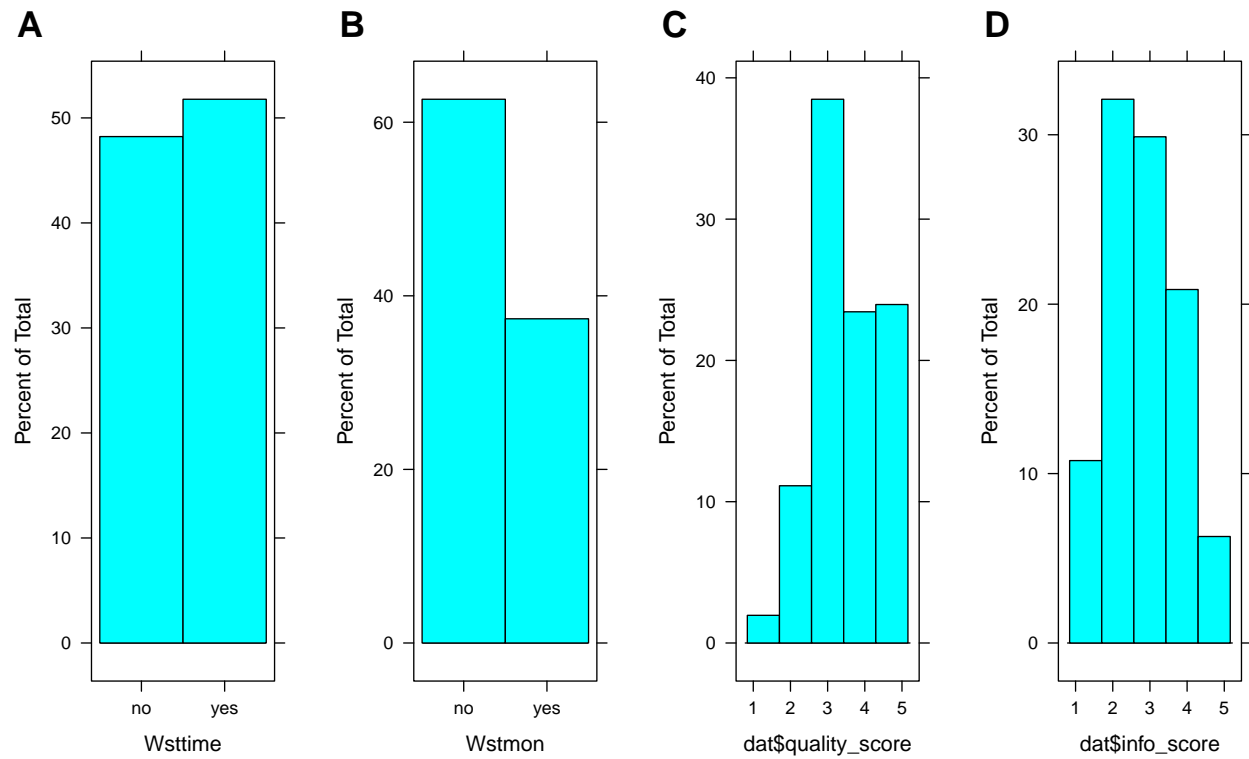 A
Percent of Total
50
40
30
20
10
0
no yes
Wsttime
B
Percent of Total
60
40
20
0
no yes
Wstmon
C
Percent of Total
40
30
20
10
0
1 2 3 4 5
dat$quality_score
D
Percent of Total
30
20
10
0
1 2 3 4 5
dat$info_score